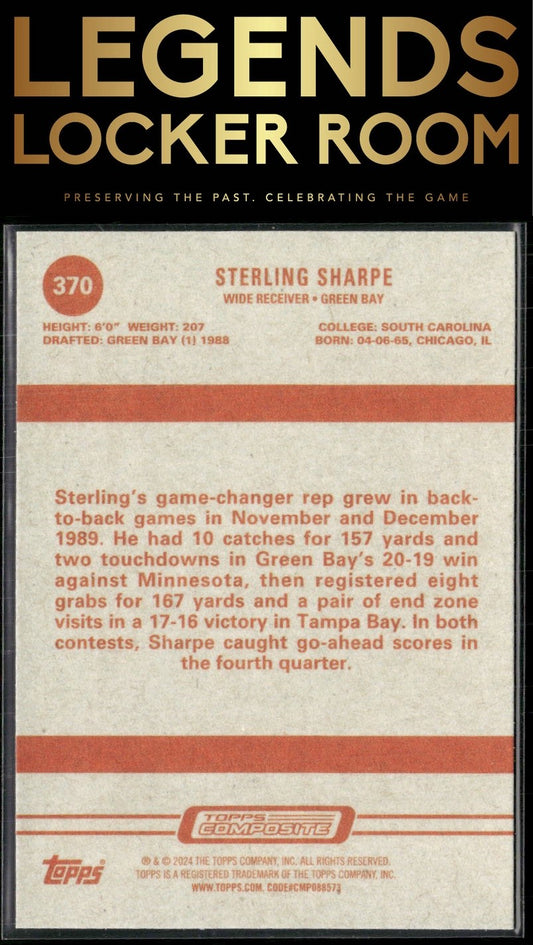 LEGENDS
LOCKER ROOM
PRESERVING THE PAST. CELEBRATING THE GAME
370
STERLING SHARPE
WIDE RECEIVER • GREEN BAY
HEIGHT: 6'0" WEIGHT: 207
DRAFTED: GREEN BAY (1) 1988
COLLEGE: SOUTH CAROLINA
BORN: 04-06-65, CHICAGO, IL
Sterling's game-changer rep grew in back-
to-back games in November and December
1989. He had 10 catches for 157 yards and
two touchdowns in Green Bay's 20-19 win
against Minnesota, then registered eight
grabs for 167 yards and a pair of end zone
visits in a 17-16 victory in Tampa Bay. In both
contests, Sharpe caught go-ahead scores in
the fourth quarter.
TOPPS
COMPOSITE
Topps
® & © 2024 THE TOPPS COMPANY, INC. ALL RIGHTS RESERVED.
TOPPS IS A REGISTERED TRADEMARK OF THE TOPPS COMPANY, INC.
WWW.TOPPS.COM. CODE#CMP088573